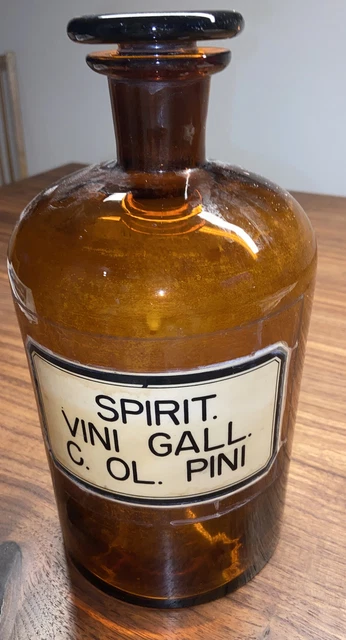 SPIRIT.
VINI GALL.
C. OL. PINI